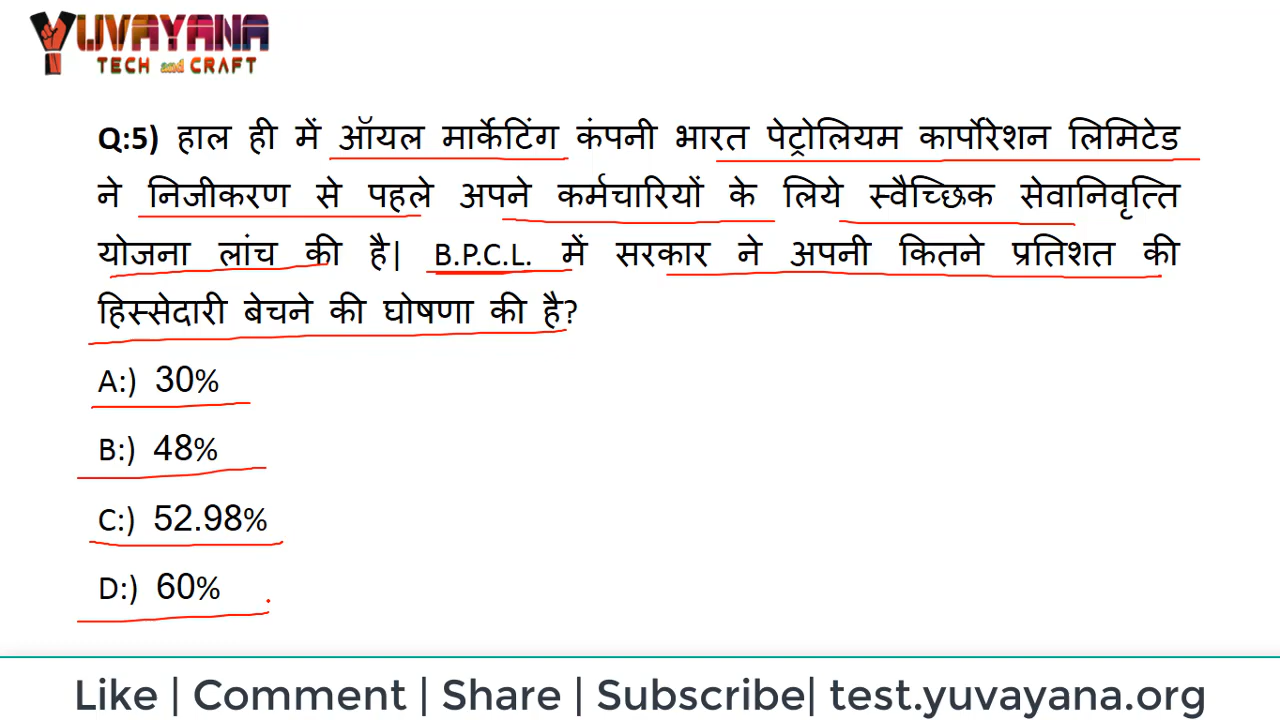 YUVAYANA
TECH and CRAFT
Q:5) हाल ही में ऑयल मार्केटिंग कंपनी भारत पेट्रोलियम कार्पोरेशन लिमिटेड
ने निजीकरण से पहले अपने कर्मचारियों के लिये स्वैच्छिक सेवानिवृत्ति
योजना लांच की है| B.P.C.L. में सरकार ने अपनी कितने प्रतिशत की
हिस्सेदारी बेचने की घोषणा की है?
A:) 30%
B:) 48%
C:) 52.98%
D:) 60%
Like | Comment | Share | Subscribe| test.yuvayana.org